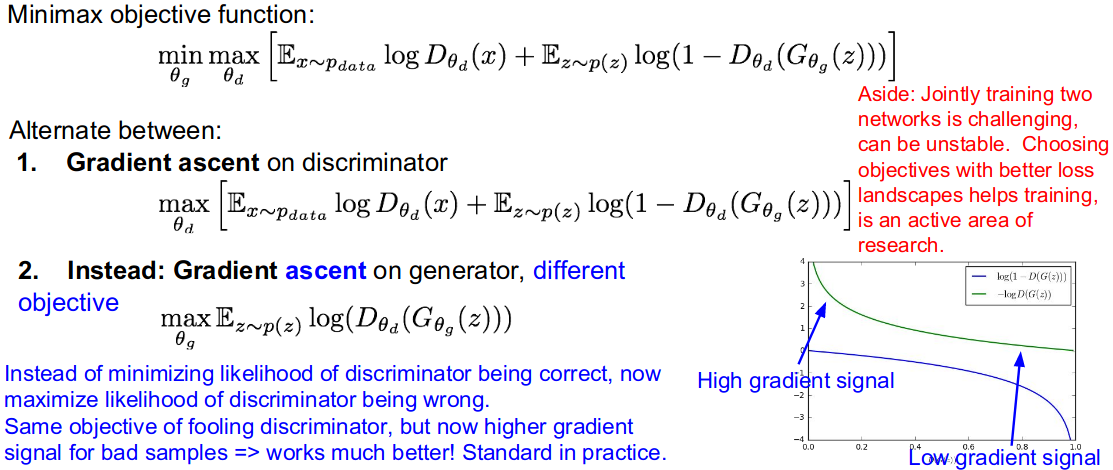 Minimax objective function:
\min_{\theta_g} \max_{\theta_d} \left[ \mathbb{E}_{x \sim p_{data}} \log D_{\theta_d}(x) + \mathbb{E}_{z \sim p(z)} \log(1 - D_{\theta_d}(G_{\theta_g}(z))) \right]
Aside: Jointly training two
networks is challenging,
can be unstable. Choosing
objectives with better loss
landscapes helps training,
is an active area of
research.
Alternate between:
1. Gradient ascent on discriminator
\max_{\theta_d} \left[ \mathbb{E}_{x \sim p_{data}} \log D_{\theta_d}(x) + \mathbb{E}_{z \sim p(z)} \log(1 - D_{\theta_d}(G_{\theta_g}(z))) \right]
2. Instead: Gradient ascent on generator, different
objective
\max_{\theta_g} \mathbb{E}_{z \sim p(z)} \log(D_{\theta_d}(G_{\theta_g}(z)))
Instead of minimizing likelihood of discriminator being correct, now
maximize likelihood of discriminator being wrong.
Same objective of fooling discriminator, but now higher gradient
signal for bad samples => works much better! Standard in practice.
log(1 − D(G(z)))
−log D(G(z))
4
3
2
1
0
−1
−2
−3
−4
0.0 0.2 0.4 0.6 0.8 1.0
High gradient signal
Low gradient signal